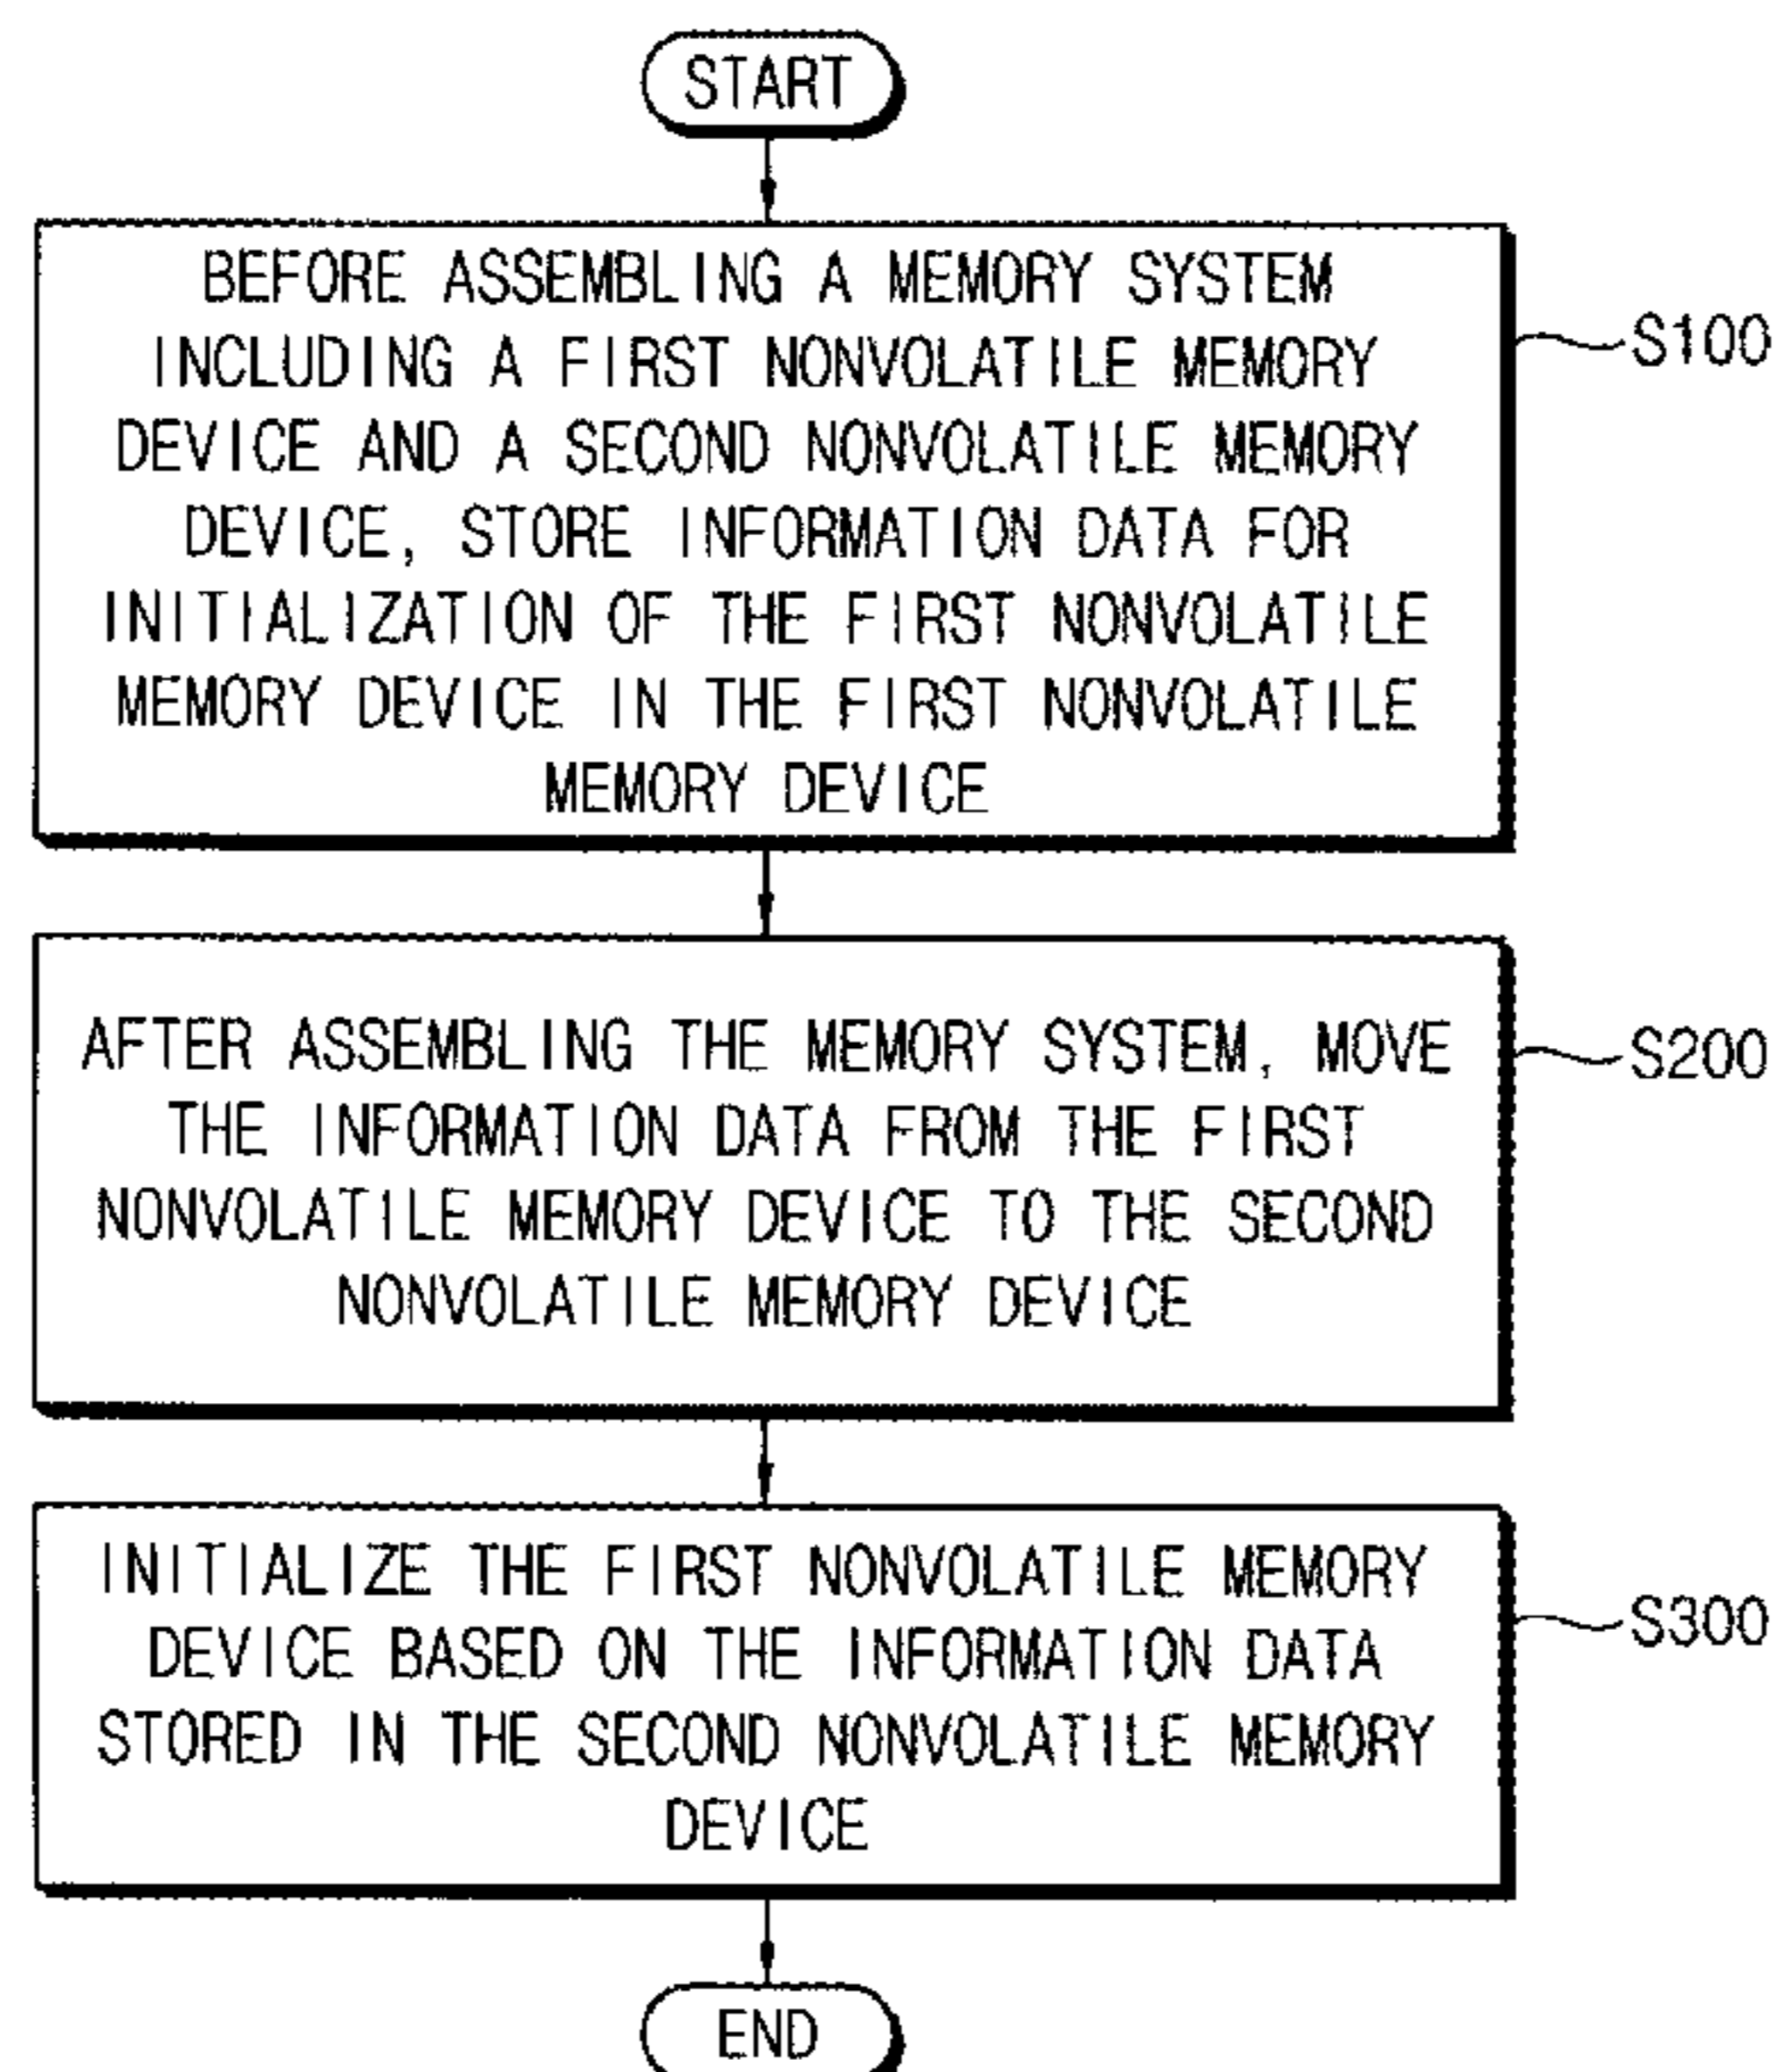 START
BEFORE ASSEMBLING A MEMORY SYSTEM
INCLUDING A FIRST NONVOLATILE MEMORY
DEVICE AND A SECOND NONVOLATILE MEMORY
DEVICE, STORE INFORMATION DATA FOR
INITIALIZATION OF THE FIRST NONVOLATILE
MEMORY DEVICE IN THE FIRST NONVOLATILE
MEMORY DEVICE
S100
AFTER ASSEMBLING THE MEMORY SYSTEM, MOVE
THE INFORMATION DATA FROM THE FIRST
NONVOLATILE MEMORY DEVICE TO THE SECOND
NONVOLATILE MEMORY DEVICE
S200
INITIALIZE THE FIRST NONVOLATILE MEMORY
DEVICE BASED ON THE INFORMATION DATA
STORED IN THE SECOND NONVOLATILE MEMORY
DEVICE
S300
END